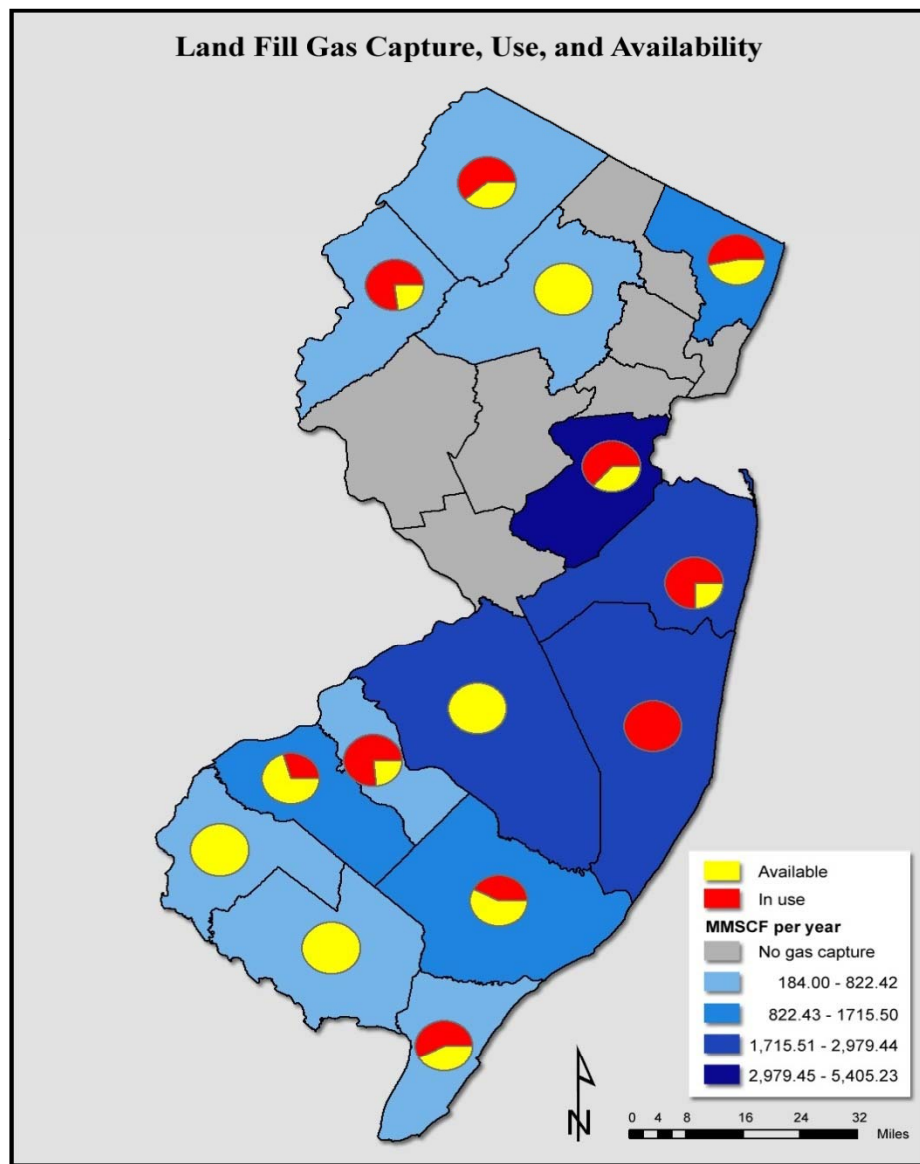 Land Fill Gas Capture, Use, and Availability
Available
In use
MMSCF per year
No gas capture
184.00 - 822.42
822.43 - 1715.50
1,715.51 - 2,979.44
2,979.45 - 5,405.23
N
0 4 8 16 24 32
Miles